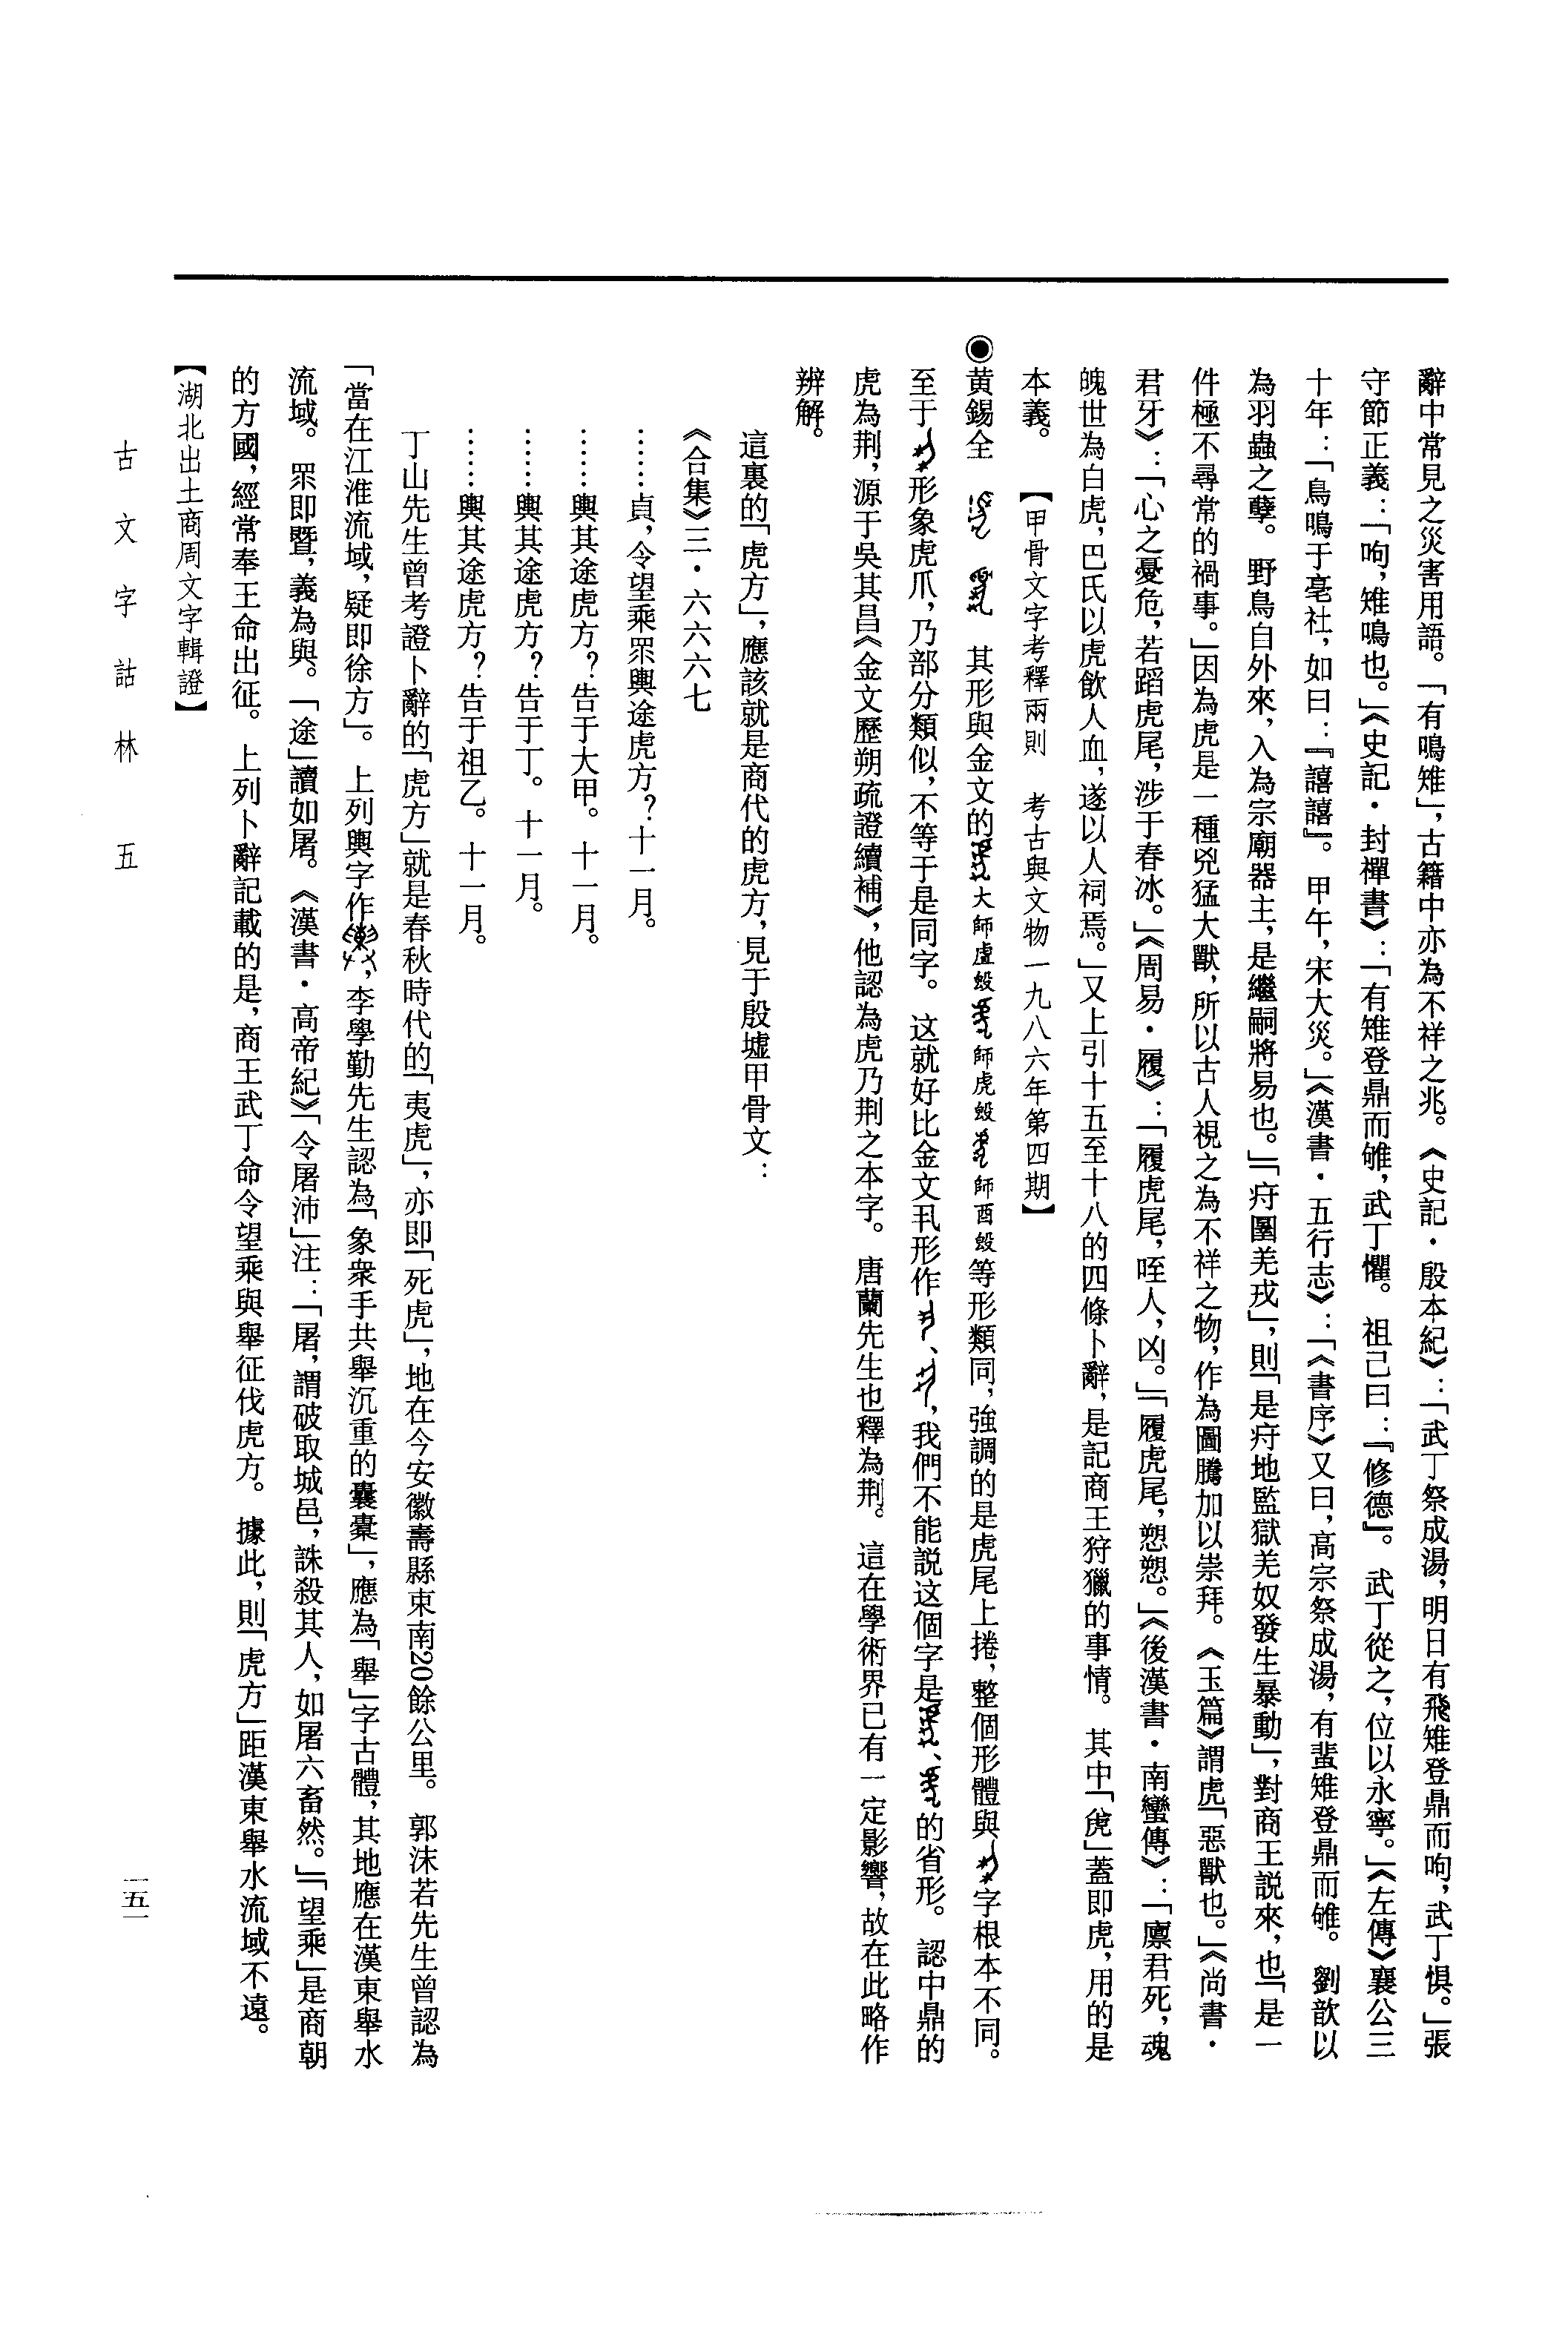 辭中常見之災害用語。「有鳴雉」，古籍中亦為不祥之兆。《史記・殷本紀》：「武丁祭成湯，明日有飛雉登鼎而呴，武丁惧。」張
守節正義：「呴，雉鳴也。」《史記・封禪書》：「有雉登鼎而雊，武丁懼。祖己曰：『修德』。武丁從之，位以永寧。」《左傳》襄公三
十年：「鳥鳴于亳社，如曰：『譆譆』。甲午，宋大災。」《漢書・五行志》：「《書序》又曰，高宗祭成湯，有蜚雉登鼎而雊。劉歆以
為羽蟲之孽。野鳥自外來，入為宗廟器主，是繼嗣將易也。」「疛圉羌戎」，則「是疛地監獄羌奴發生暴動」，對商王說來，也「是一
件極不尋常的禍事。」因為虎是一種兇猛大獸，所以古人視之為不祥之物，作為圖騰加以崇拜。《玉篇》謂虎「惡獸也。」《尚書・
君牙》：「心之憂危，若蹈虎尾，涉于春冰。」《周易・履》：「履虎尾，咥人，凶。」「履虎尾，愬愬。」《後漢書・南蠻傳》：「廪君死，魂
魄世為白虎，巴氏以虎飲人血，遂以人祠焉。」又上引十五至十八的四條卜辭，是記商王狩獵的事情。其中「虎」蓋即虎，用的是
本義。【甲骨文字考釋兩則　考古與文物一九八六年第四期】
◉黃錫全　其形與金文的大師虘㲃師虎㲃師酉㲃等形類同，強調的是虎尾上捲，整個形體與字根本不同。
至于形象虎爪，乃部分類似，不等于是同字。这就好比金文丮形作、，我們不能説这個字是、的省形。認中鼎的
虎為荆，源于吳其昌《金文歷朔疏證續補》，他認為虎乃荆之本字。唐蘭先生也釋為荆。這在學術界已有一定影響，故在此略作
辨解。
這裏的「虎方」，應該就是商代的虎方，見于殷墟甲骨文：
《合集》三・六六六七
……貞，令望乘眔輿途虎方？十一月。
……輿其途虎方？告于大甲。十一月。
……輿其途虎方？告于丁。十一月。
……輿其途虎方？告于祖乙。十一月。
丁山先生曾考證卜辭的「虎方」就是春秋時代的「夷虎」，亦即「死虎」，地在今安徽壽縣東南20餘公里。郭沫若先生曾認為
「當在江淮流域，疑即徐方」。上列輿字作，李學勤先生認為「象衆手共舉沉重的囊橐」，應為「舉」字古體，其地應在漢東舉水
流域。眔即暨，義為與。「途」讀如屠。《漢書・高帝紀》「令屠沛」注：「屠，謂破取城邑，誅殺其人，如屠六畜然。」「望乘」是商朝
的方國，經常奉王命出征。上列卜辭記載的是，商王武丁命令望乘與舉征伐虎方。據此，則「虎方」距漢東舉水流域不遠。
【湖北出土商周文字輯證】
古文字詁林　五
一五一